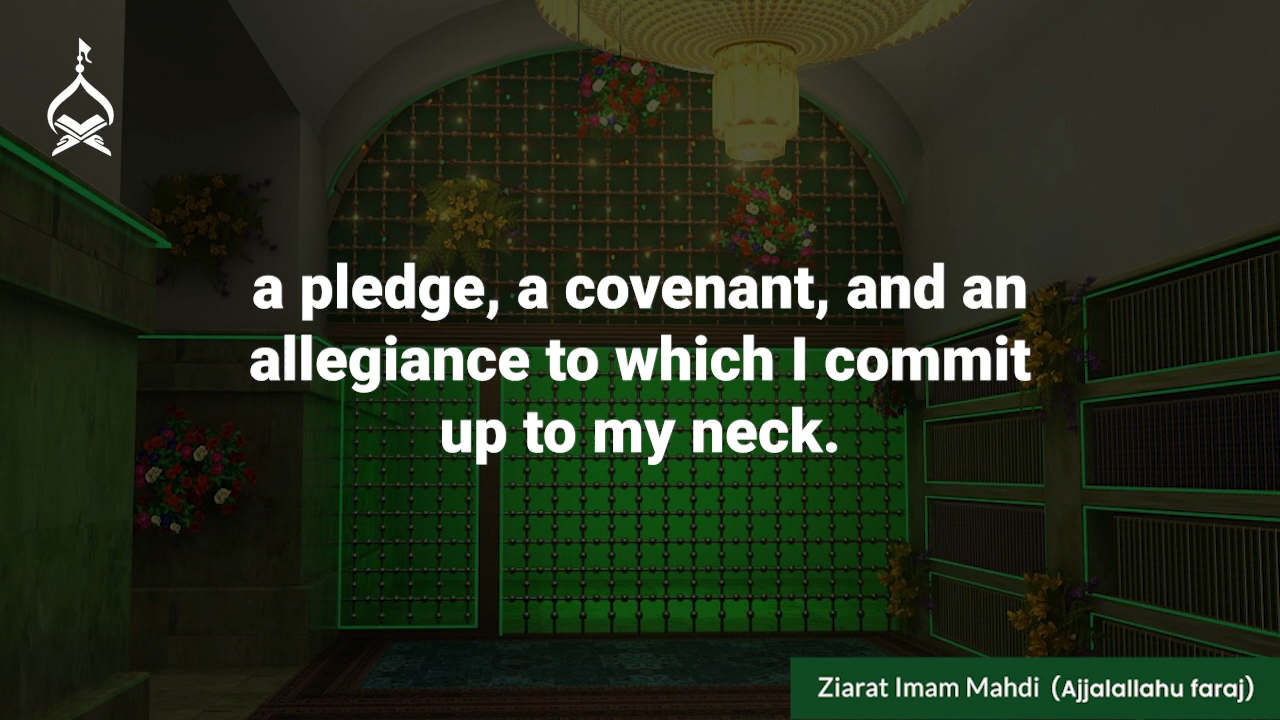 a pledge, a covenant, and an
allegiance to which I commit
up to my neck.
Ziarat Imam Mahdi (Ajjalallahu faraj)